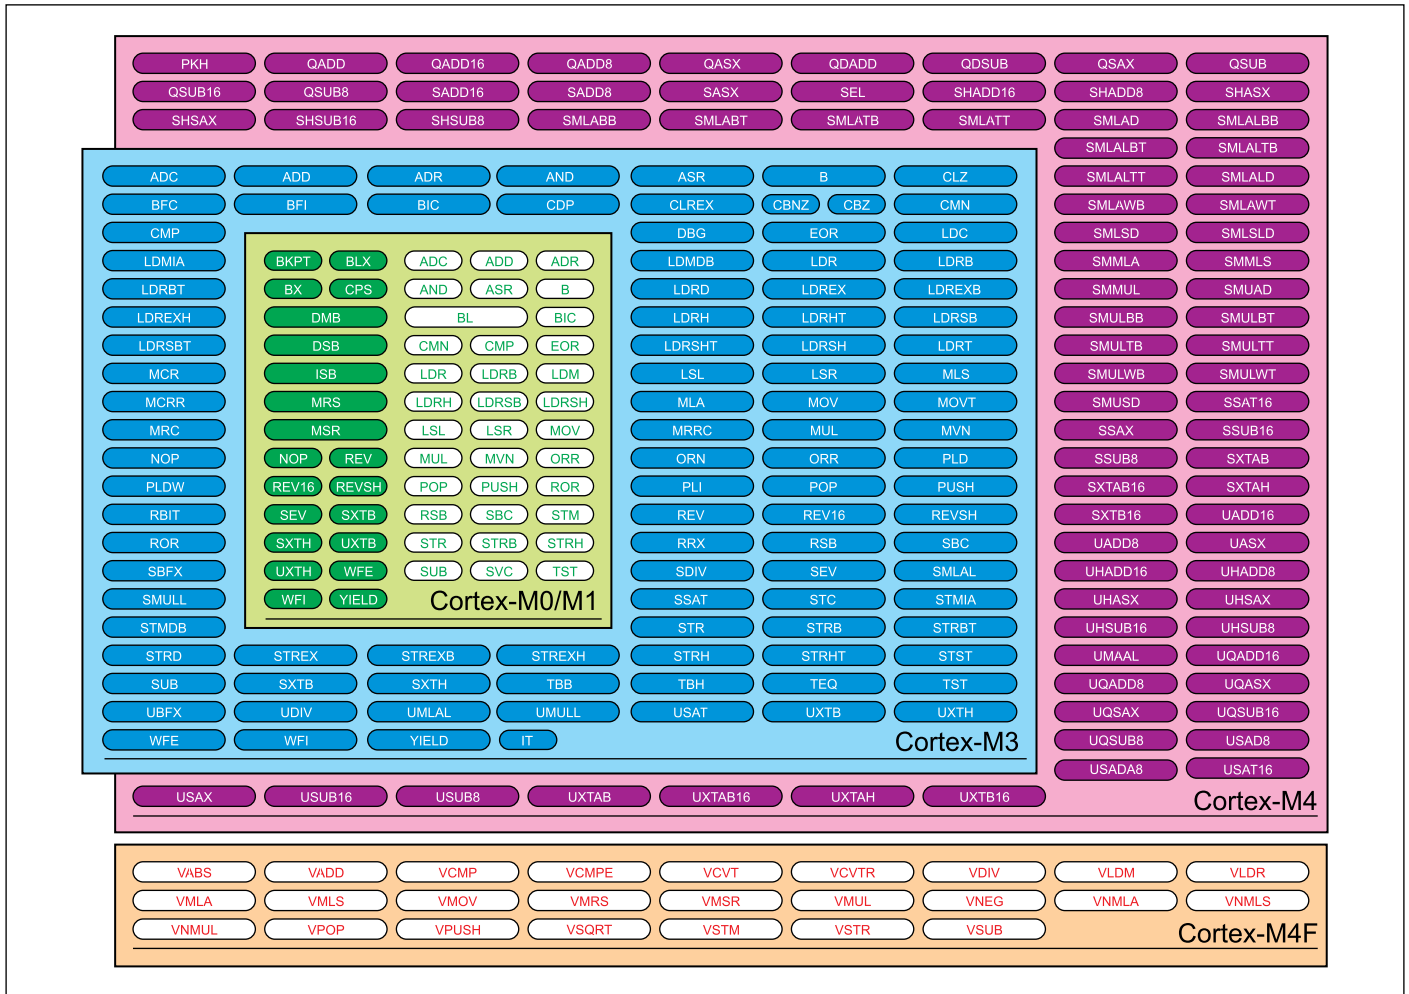 PKH QADD QADD16 QADD8 QASX QDADD QDSUB QSAX QSUB
QSUB16 QSUB8 SADD16 SADD8 SASX SEL SHADD16 SHADD8 SHASX
SHSAX SHSUB16 SHSUB8 SMLABB SMLABT SMLATB SMLATT SMLAD SMLALBB
SMLALBT SMLALTB
ADC ADD ADR AND ASR B CLZ SMLALTT SMLALD
BFC BFI BIC CDP CLREX CBNZ CBZ CMN SMLAWB SMLAWT
CMP DBG EOR LDC SMLSD SMLSLD
LDMIA BKPT BLX ADC ADD ADR LDMDB LDR LDRB SMMLA SMMLS
LDRBT BX CPS AND ASR B LDRD LDREX LDREXB SMMUL SMUAD
LDREXH DMB BL BIC LDRH LDRHT LDRSB SMULBB SMULBT
LDRSBT DSB CMN CMP EOR LDRSHT LDRSH LDRT SMULTB SMULTT
MCR ISB LDR LDRB LDM LSL LSR MLS SMULWB SMULWT
MCRR MRS LDRH LDRSB LDRSH MLA MOV MOVT SMUSD SSAT16
MRC MSR LSL LSR MOV MRRC MUL MVN SSAX SSUB16
NOP NOP REV MUL MVN ORR ORN ORR PLD SSUB8 SXTAB
PLDW REV16 REVSH POP PUSH ROR PLI POP PUSH SXTAB16 SXTAH
RBIT SEV SXTB RSB SBC STM REV REV16 REVSH SXTB16 UADD16
ROR SXTH UXTB STR STRB STRH RRX RSB SBC UADD8 UASX
SBFX UXTH WFE SUB SVC TST SDIV SEV SMLAL UHADD16 UHADD8
SMULL WFI YIELD Cortex-M0/M1 SSAT STC STMIA UHASX UHSAX
STMDB STR STRB STRBT UHSUB16 UHSUB8
STRD STREX STREXB STREXH STRH STRHT STST UMAAL UQADD16
SUB SXTB SXTH TBB TBH TEQ TST UQADD8 UQASX
UBFX UDIV UMLAL UMULL USAT UXTB UXTH UQSAX UQSUB16
WFE WFI YIELD IT Cortex-M3 UQSUB8 USAD8
USADA8 USAT16
USAX USUB16 USUB8 UXTAB UXTAB16 UXTAH UXTB16 Cortex-M4
VABS VADD VCMP VCMPE VCVT VCVTR VDIV VLDM VLDR
VMLA VMLS VMOV VMRS VMSR VMUL VNEG VNMLA VNMLS
VNMUL VPOP VPUSH VSQRT VSTM VSTR VSUB Cortex-M4F